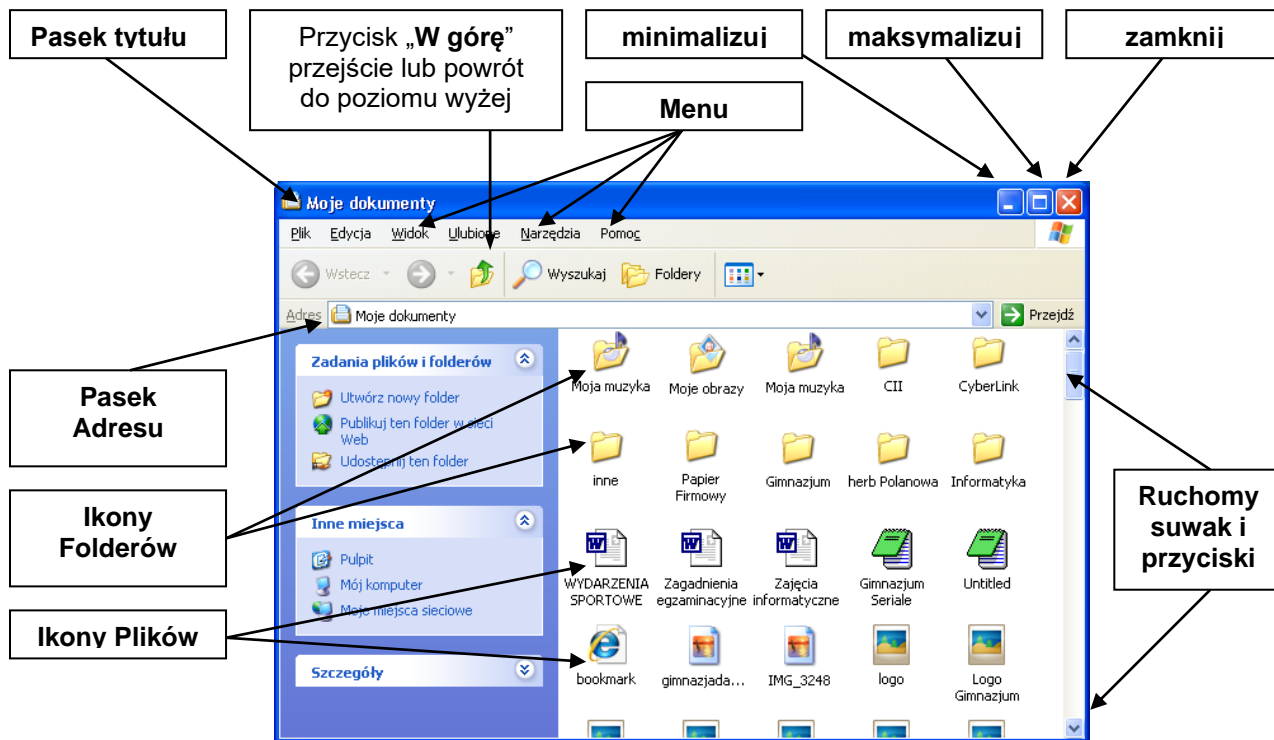 Pasek tytułu
Przycisk „W górę”
przejście lub powrót
do poziomu wyżej
minimalizuj
maksymalizuj
zamknij
Menu
Moje dokumenty
Plik Edycja Widok Ulubione Narzędzia Pomoc
Wstecz Wyszukaj Foldery
Adres Moje dokumenty Przejdź
Pasek
Adresu
Ikony
Folderów
Ikony Plików
Ruchomy
suwak i
przyciski
Zadania plików i folderów
Utwórz nowy folder
Publikuj ten folder w sieci
Web
Udostępnij ten folder
Inne miejsca
Pulpit
Mój komputer
Moje miejsca sieciowe
Szczegóły
Moja muzyka Moje obrazy Moja muzyka CII CyberLink
inne Papier Gimnazjum herb Polanowa Informatyka
Firmowy
WYDARZENIA Zagadnienia Zajęcia Gimnazjum Untitled
SPORTOWE egzaminacyjne informatyczne Seriale
bookmark gimnazjada... IMG_3248 logo Logo
Gimnazjum